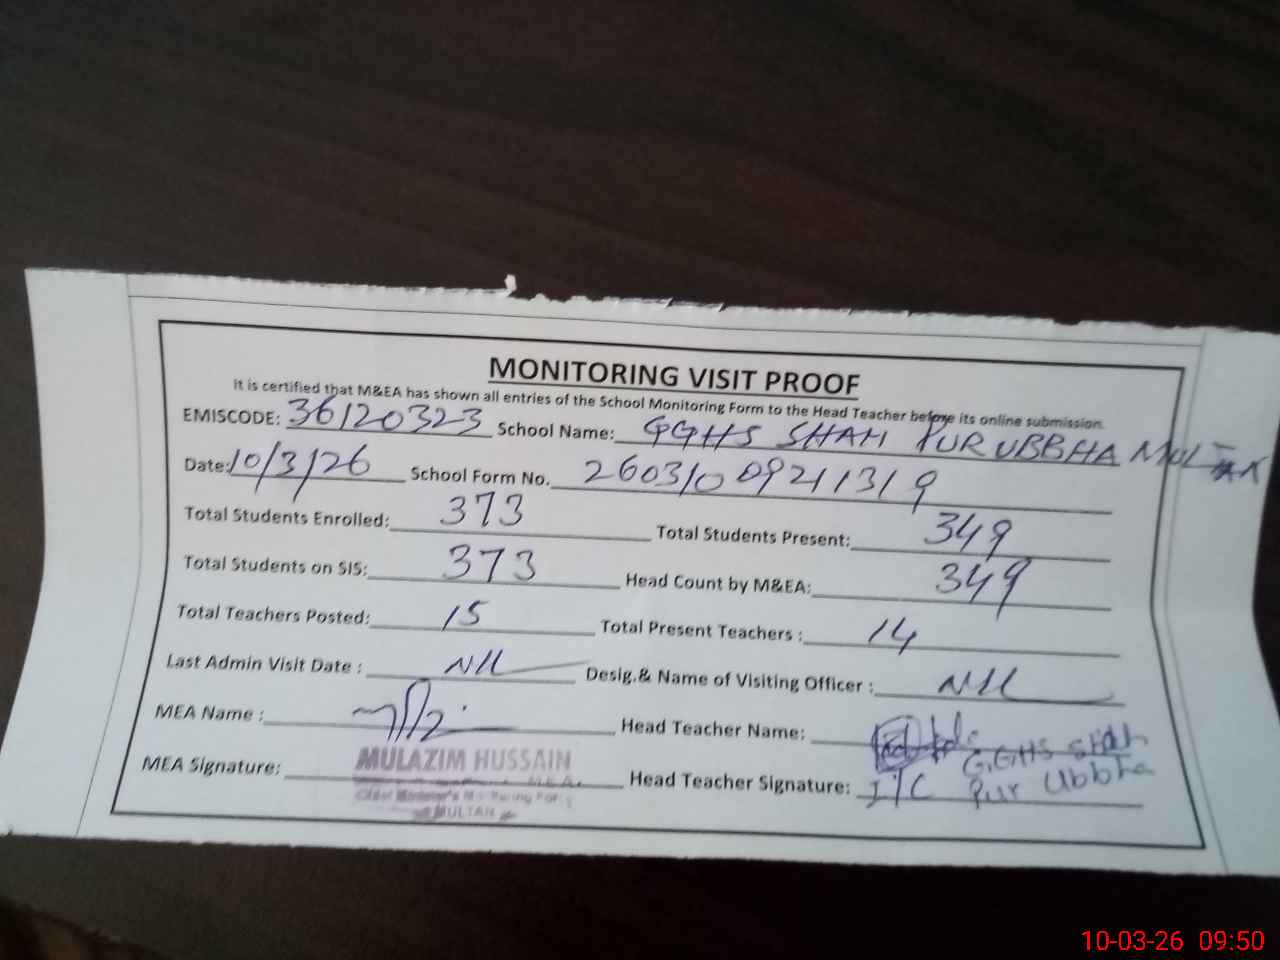 MONITORING VISIT PROOF
It is certified that M&EA has shown all entries of the School Monitoring Form to the Head Teacher before its online submission.
EMISCODE: 36120323 School Name: GGHS SHAH PUR UBBHA MULTAN
Date: 10/3/26 School Form No. 26031009211319
Total Students Enrolled: 373 Total Students Present: 349
Total Students on SIS: 373 Head Count by M&EA: 349
Total Teachers Posted: 15 Total Present Teachers : 14
Last Admin Visit Date : Nil Desig.& Name of Visiting Officer : Nil
MEA Name : Head Teacher Name:
MEA Signature: MULAZIM HUSSAIN Head Teacher Signature: I/C GGHS Shah
M.E.A. Pur Ubbha
MULTAN
10-03-26 09:50